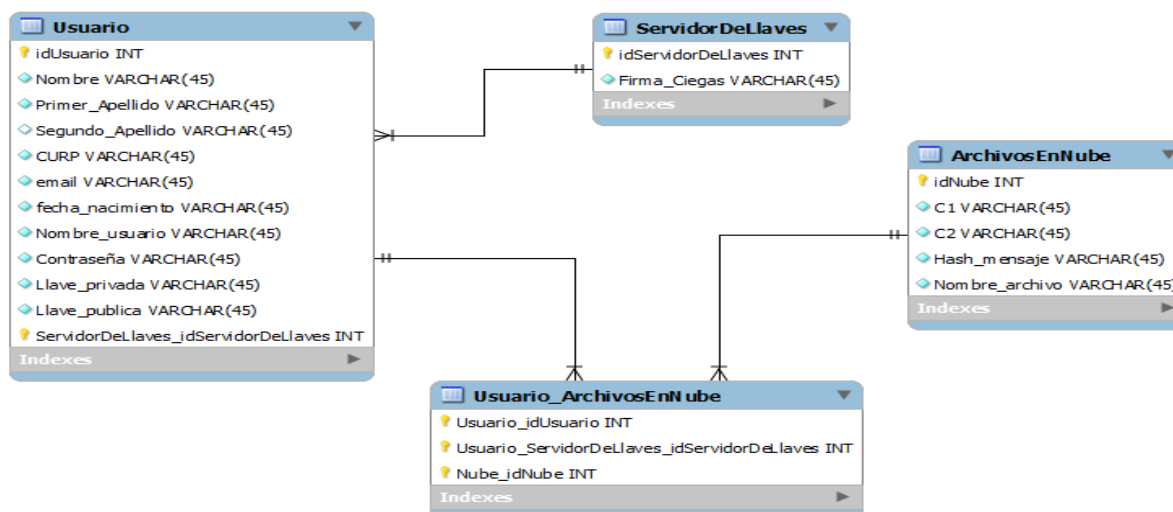 Usuario
idUsuario INT
Nombre VARCHAR(45)
Primer_Apellido VARCHAR(45)
Segundo_Apellido VARCHAR(45)
CURP VARCHAR(45)
email VARCHAR(45)
fecha_nacimiento VARCHAR(45)
Nombre_usuario VARCHAR(45)
Contraseña VARCHAR(45)
Llave_privada VARCHAR(45)
Llave_publica VARCHAR(45)
ServidorDeLlaves_idServidorDeLlaves INT
Indexes
ServidorDeLlaves
idServidorDeLlaves INT
Firma_Ciegas VARCHAR(45)
Indexes
ArchivosEnNube
idNube INT
C1 VARCHAR(45)
C2 VARCHAR(45)
Hash_mensaje VARCHAR(45)
Nombre_archivo VARCHAR(45)
Indexes
Usuario_ArchivosEnNube
Usuario_idUsuario INT
Usuario_ServidorDeLlaves_idServidorDeLlaves INT
Nube_idNube INT
Indexes